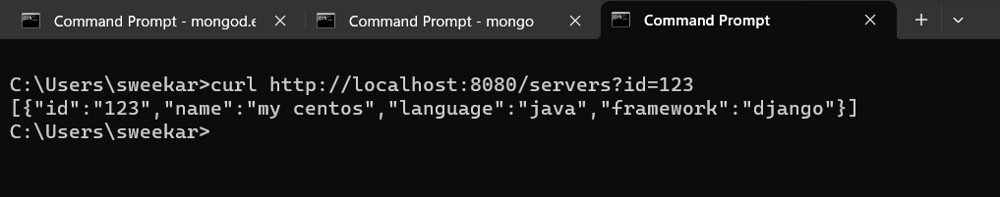 Command Prompt - mongod.e
Command Prompt - mongo
Command Prompt
C:\Users\sweekar>curl http://localhost:8080/servers?id=123
[{"id":"123","name":"my centos","language":"java","framework":"django"}]
C:\Users\sweekar>